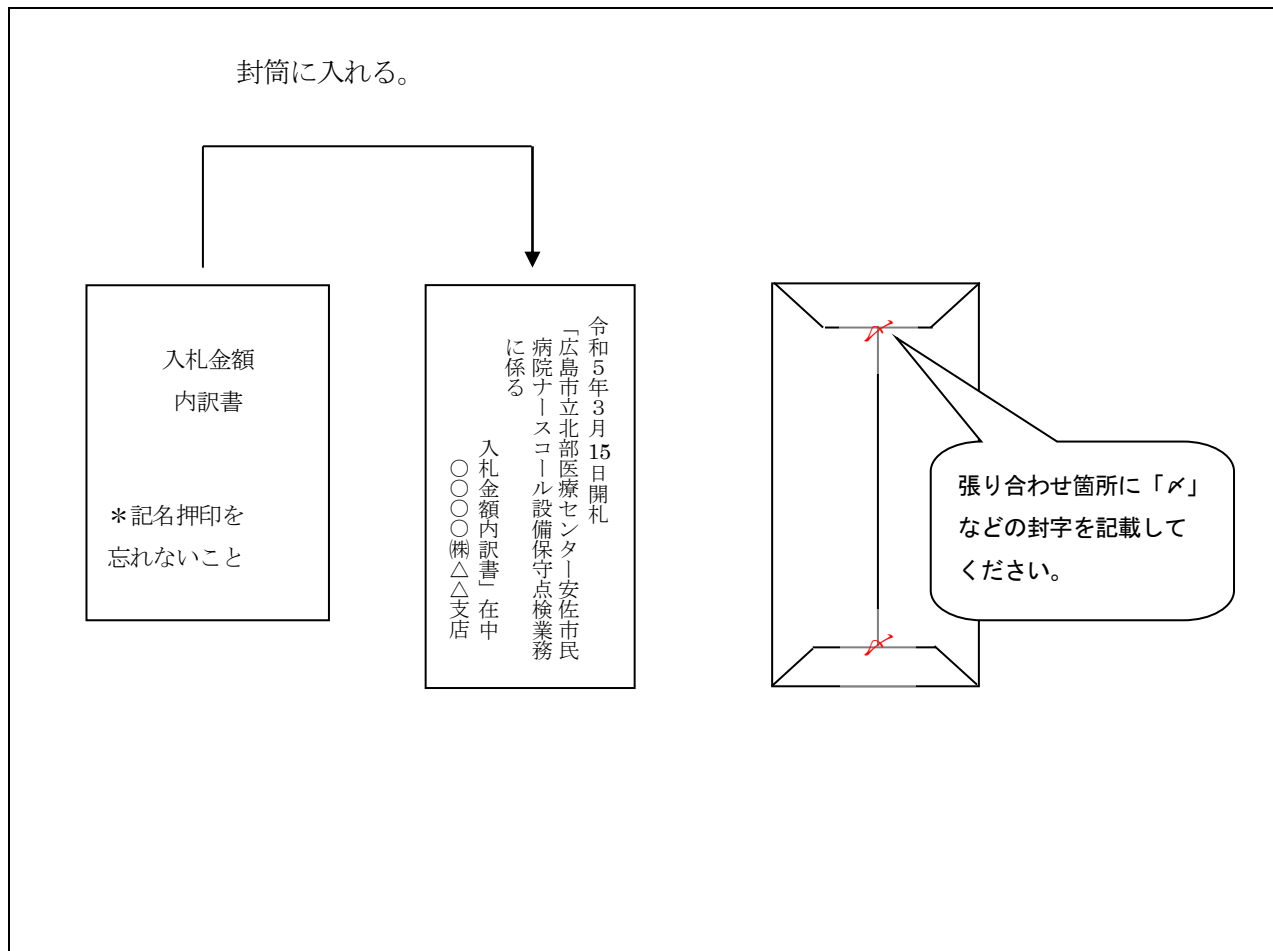 封筒に入れる。
入札金額
内訳書
＊記名押印を
忘れないこと
令和５年３月15日開札
「広島市立北部医療センター安佐市民
病院ナースコール設備保守点検業務
に係る
入札金額内訳書」在中
○○○○㈱△△支店
〆
〆
張り合わせ箇所に「〆」
などの封字を記載して
ください。